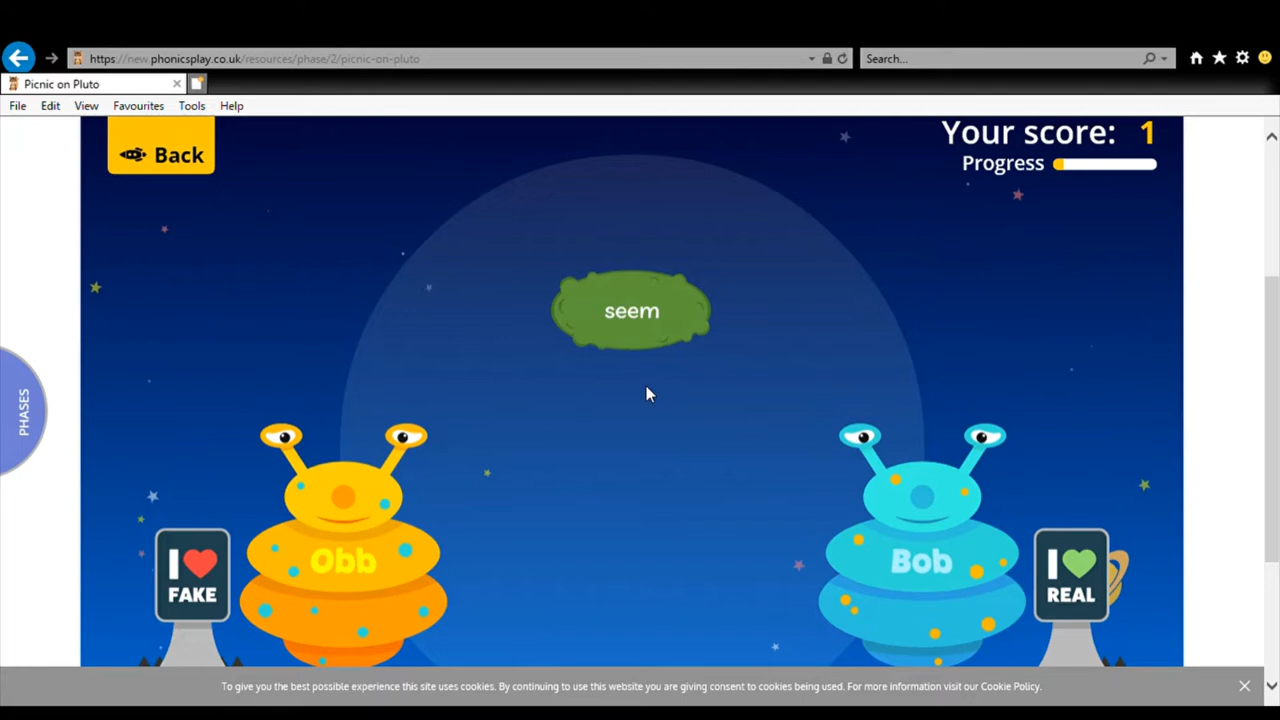 https://new.phonicsplay.co.uk/resources/phase/2/picnic-on-pluto
Search...
Picnic on Pluto
File Edit View Favourites Tools Help
Back
Your score: 1
Progress
seem
PHASES
I
FAKE
Obb
Bob
I
REAL
To give you the best possible experience this site uses cookies. By continuing to use this website you are giving consent to cookies being used. For more information visit our Cookie Policy.